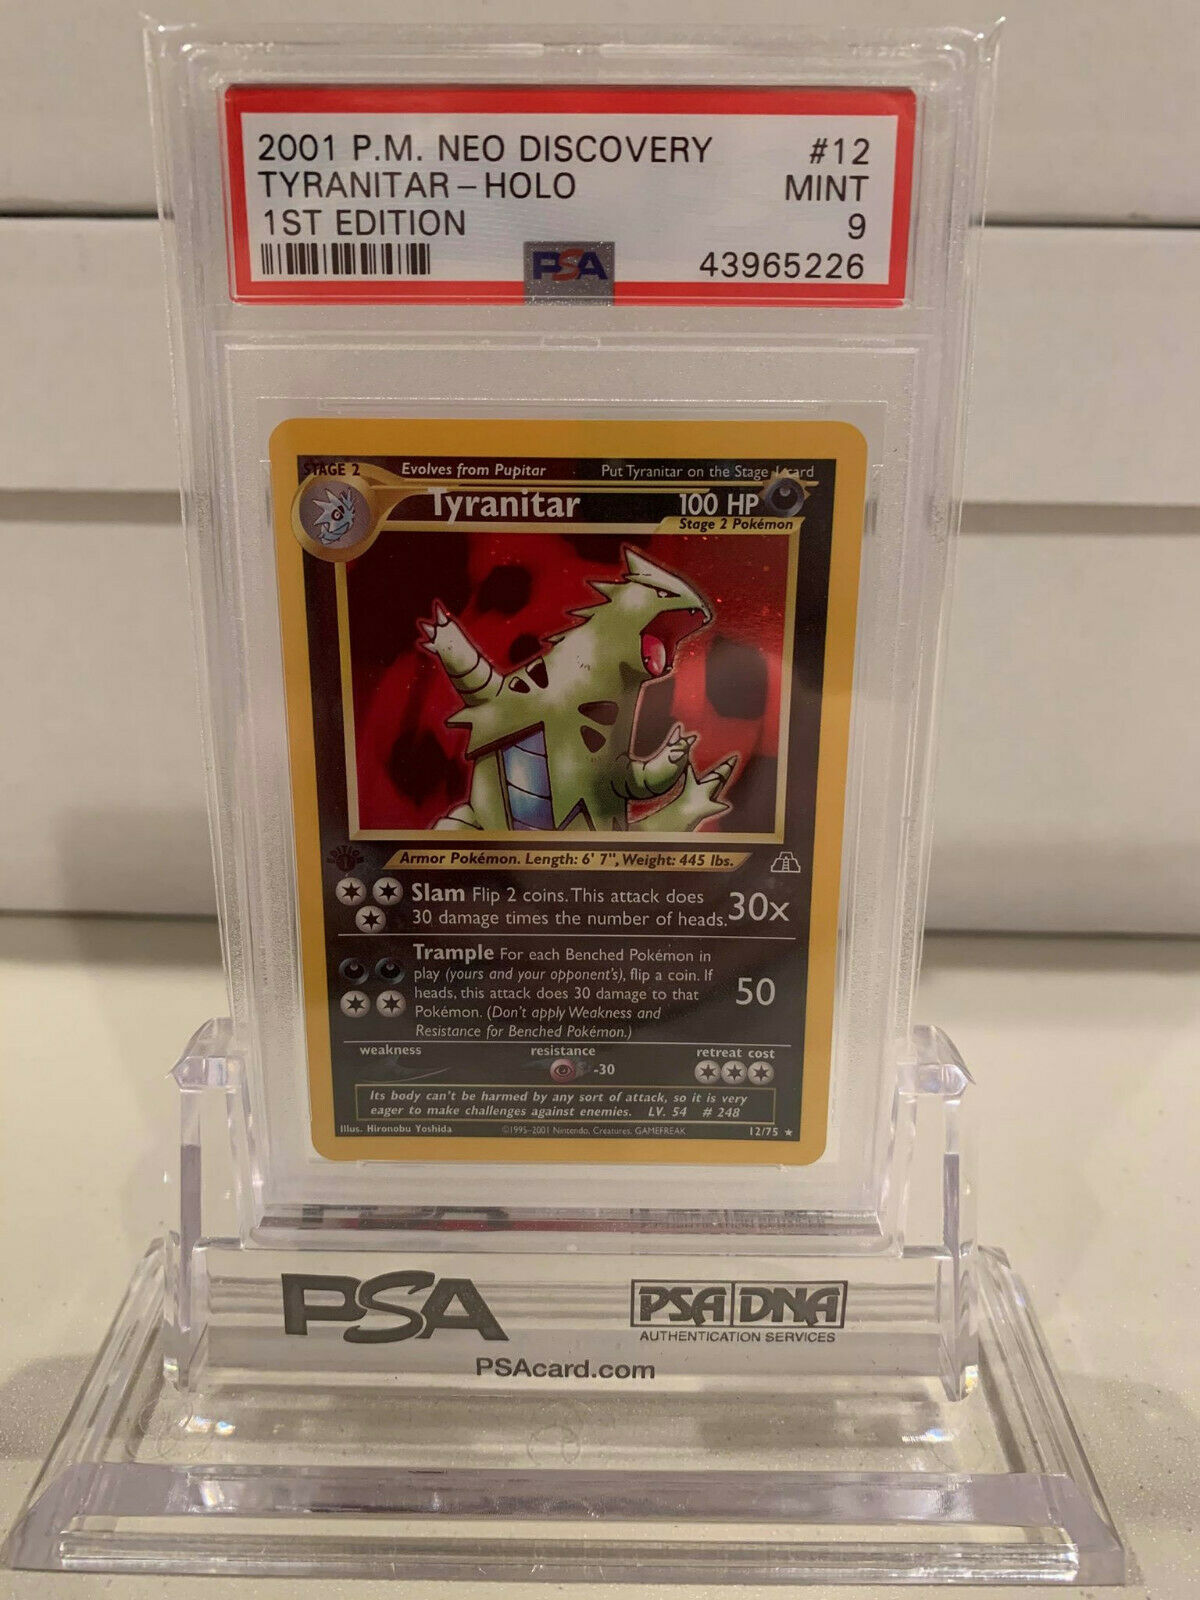 2001 P.M. NEO DISCOVERY #12
TYRANITAR-HOLO MINT
1ST EDITION 9
PSA 43965226
STAGE 2 Evolves from Pupitar Put Tyranitar on the Stage 1 card
Tyranitar 100 HP
Stage 2 Pokémon
EDITION 1
Armor Pokémon. Length: 6' 7", Weight: 445 lbs.
Slam Flip 2 coins. This attack does
30 damage times the number of heads. 30x
Trample For each Benched Pokémon in
play (yours and your opponent's), flip a coin. If
heads, this attack does 30 damage to that 50
Pokémon. (Don't apply Weakness and
Resistance for Benched Pokémon.)
weakness resistance retreat cost
-30
Its body can't be harmed by any sort of attack, so it is very
eager to make challenges against enemies. LV. 54 # 248
Illus. Hironobu Yoshida ©1995-2001 Nintendo, Creatures, GAMEFREAK 12/75 ★
PSA PSA DNA
AUTHENTICATION SERVICES
PSAcard.com